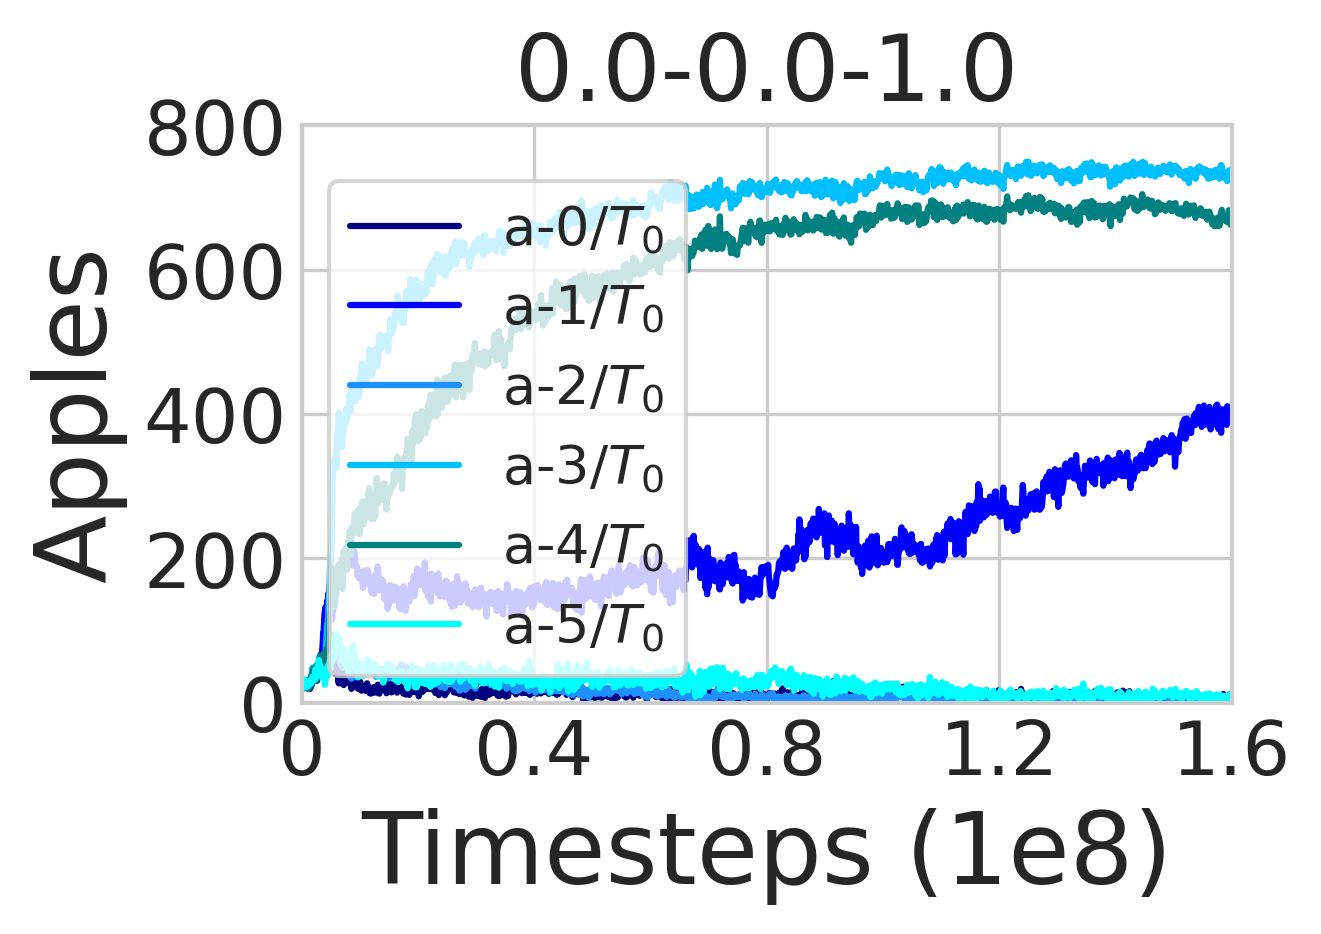 0.0-0.0-1.0
800
600
400
200
0
Apples
a-0/T₀
a-1/T₀
a-2/T₀
a-3/T₀
a-4/T₀
a-5/T₀
0 0.4 0.8 1.2 1.6
Timesteps (1e8)